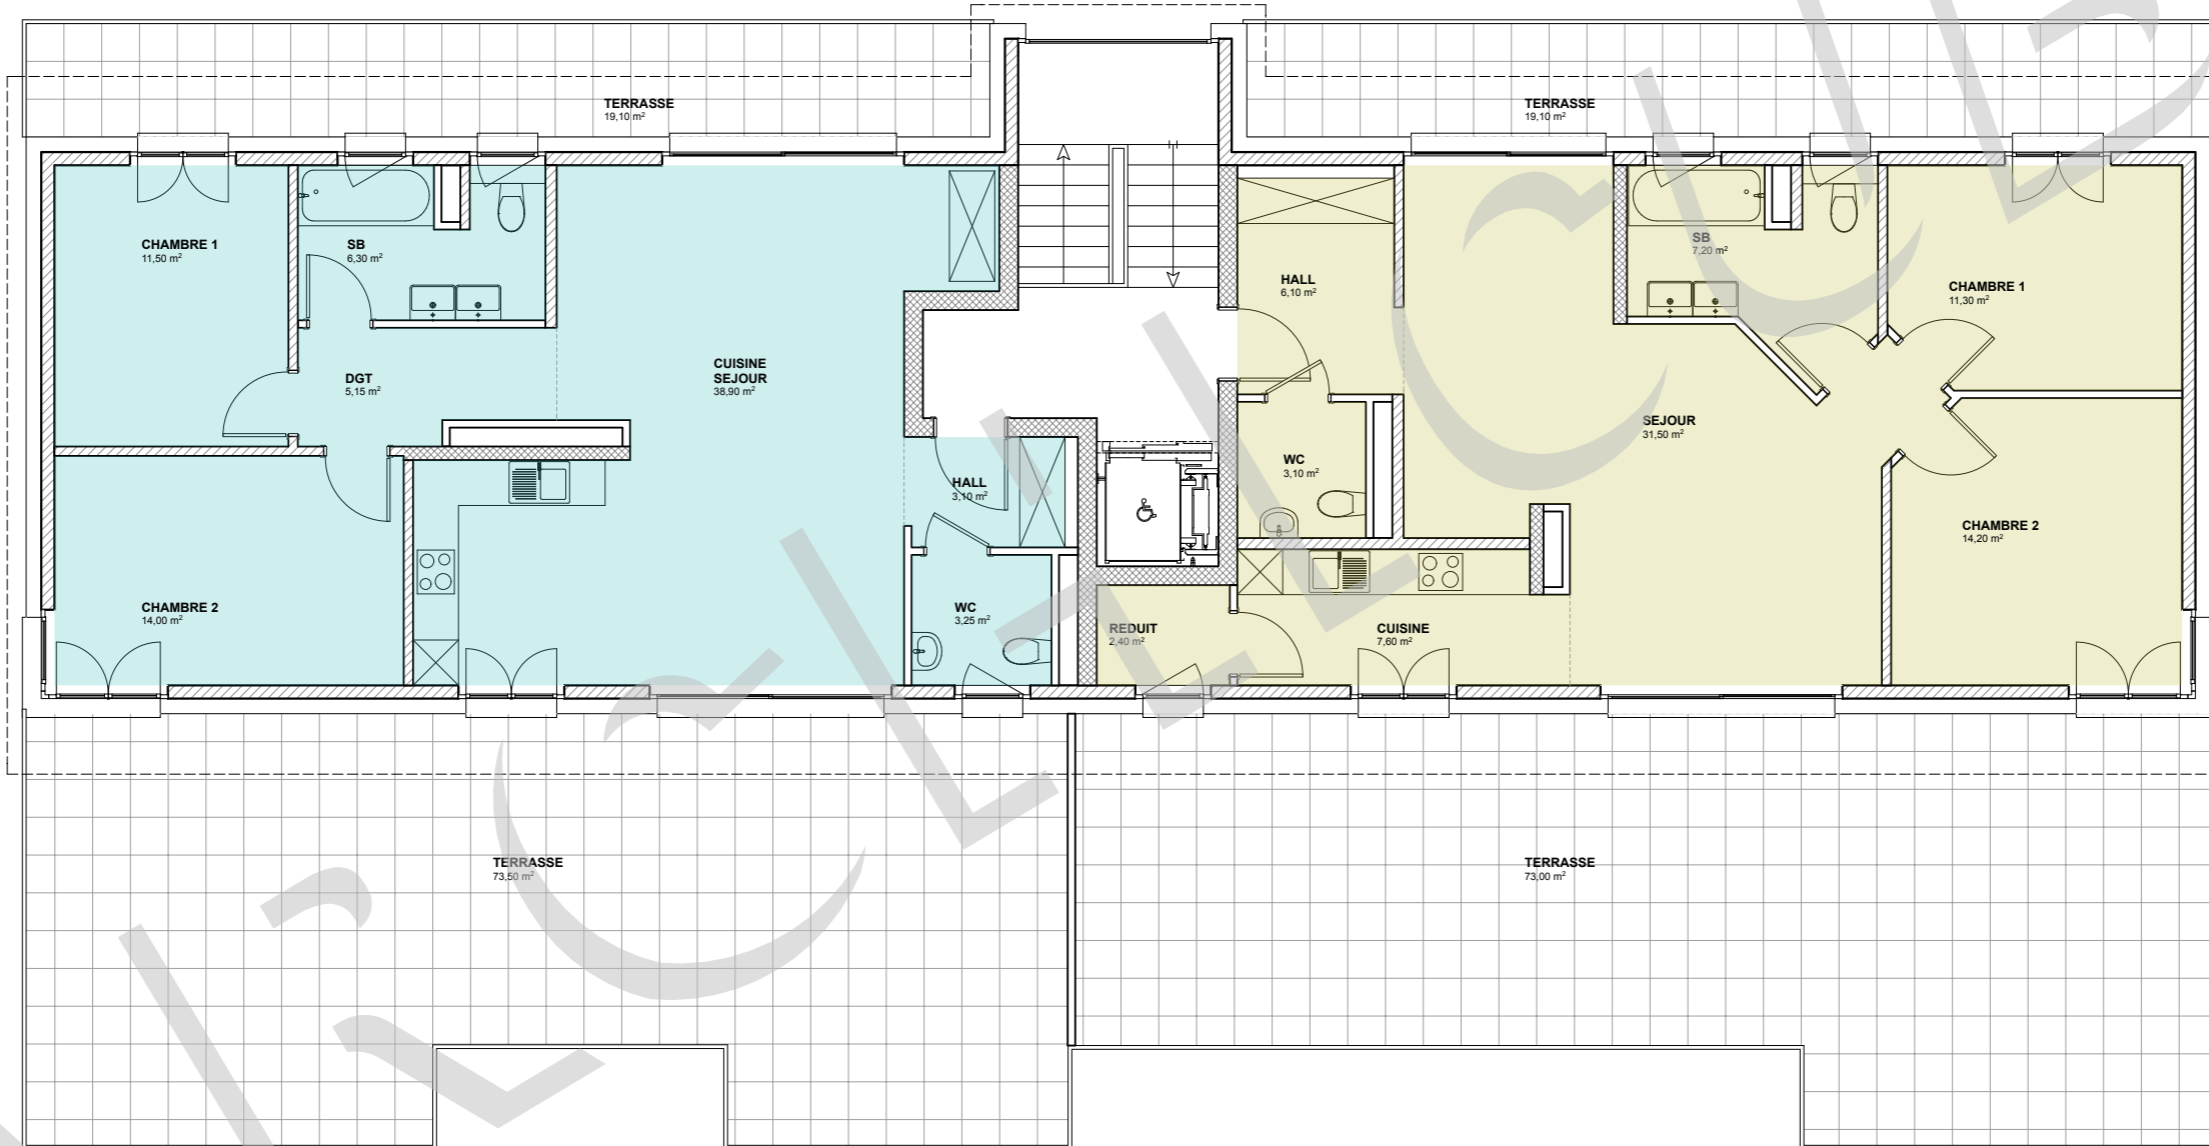 TERRASSE
19,10 m²
TERRASSE
19,10 m²
CHAMBRE 1
11,50 m²
SB
6,30 m²
SB
7,20 m²
HALL
6,10 m²
CHAMBRE 1
11,30 m²
CUISINE
SEJOUR
38,90 m²
DGT
5,15 m²
SEJOUR
31,50 m²
WC
3,10 m²
HALL
3,10 m²
CHAMBRE 2
14,20 m²
CHAMBRE 2
14,00 m²
WC
3,25 m²
REDUIT
2,40 m²
CUISINE
7,60 m²
TERRASSE
73,50 m²
TERRASSE
73,00 m²